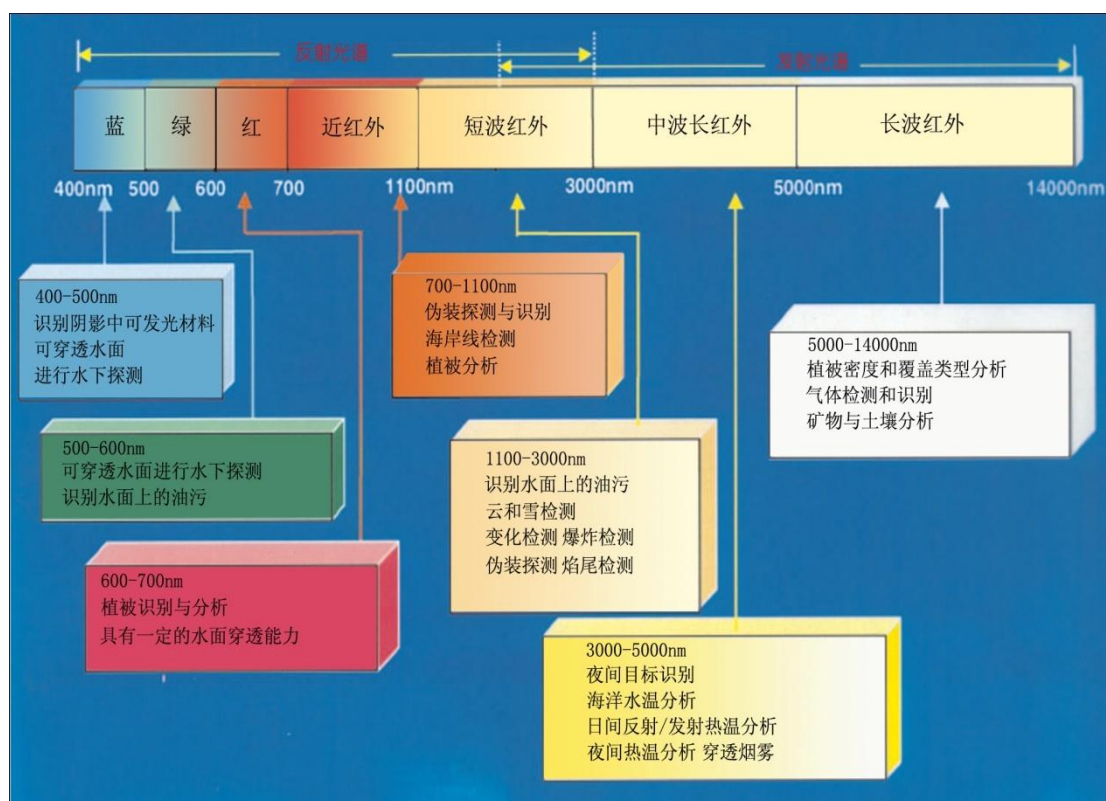 反射光谱
发射光谱
蓝 绿 红 近红外 短波红外 中波长红外 长波红外
400nm 500 600 700 1100nm 3000nm 5000nm 14000nm
400-500nm
识别阴影中可发光材料
可穿透水面
进行水下探测
500-600nm
可穿透水面进行水下探测
识别水面上的油污
600-700nm
植被识别与分析
具有一定的水面穿透能力
700-1100nm
伪装探测与识别
海岸线检测
植被分析
1100-3000nm
识别水面上的油污
云和雪检测
变化检测 爆炸检测
伪装探测 焰尾检测
3000-5000nm
夜间目标识别
海洋水温分析
日间反射/发射热温分析
夜间热温分析 穿透烟雾
5000-14000nm
植被密度和覆盖类型分析
气体检测和识别
矿物与土壤分析